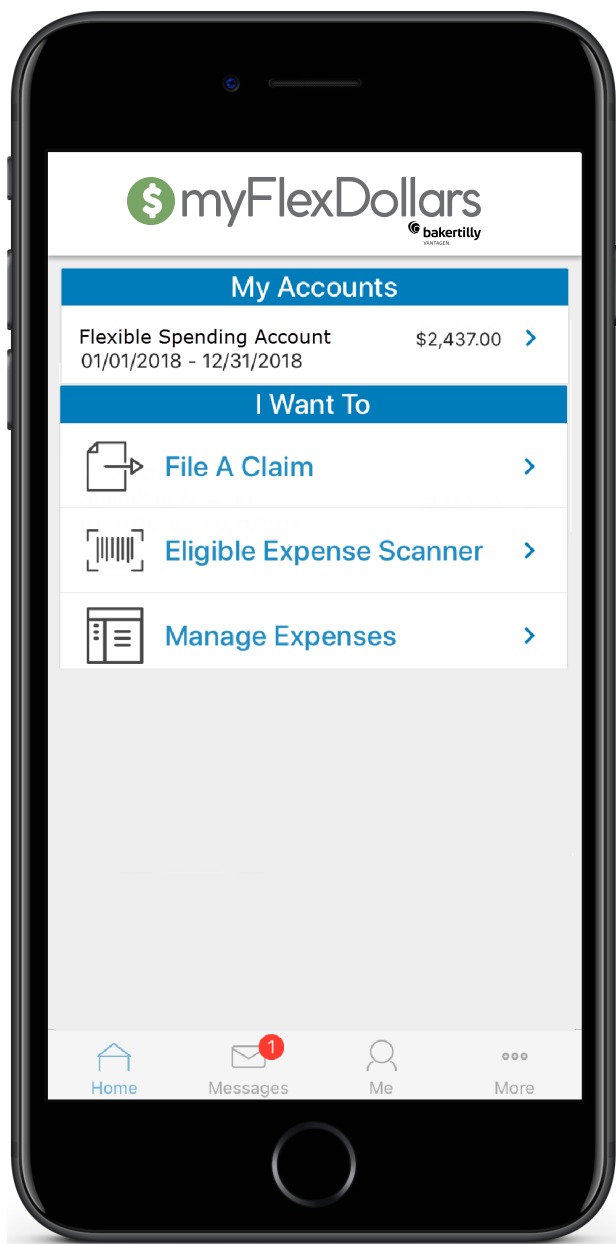 $ myFlexDollars
bakertilly
VANTAGEN
My Accounts
Flexible Spending Account $2,437.00
01/01/2018 - 12/31/2018
I Want To
File A Claim
Eligible Expense Scanner
Manage Expenses
1
Home Messages Me More